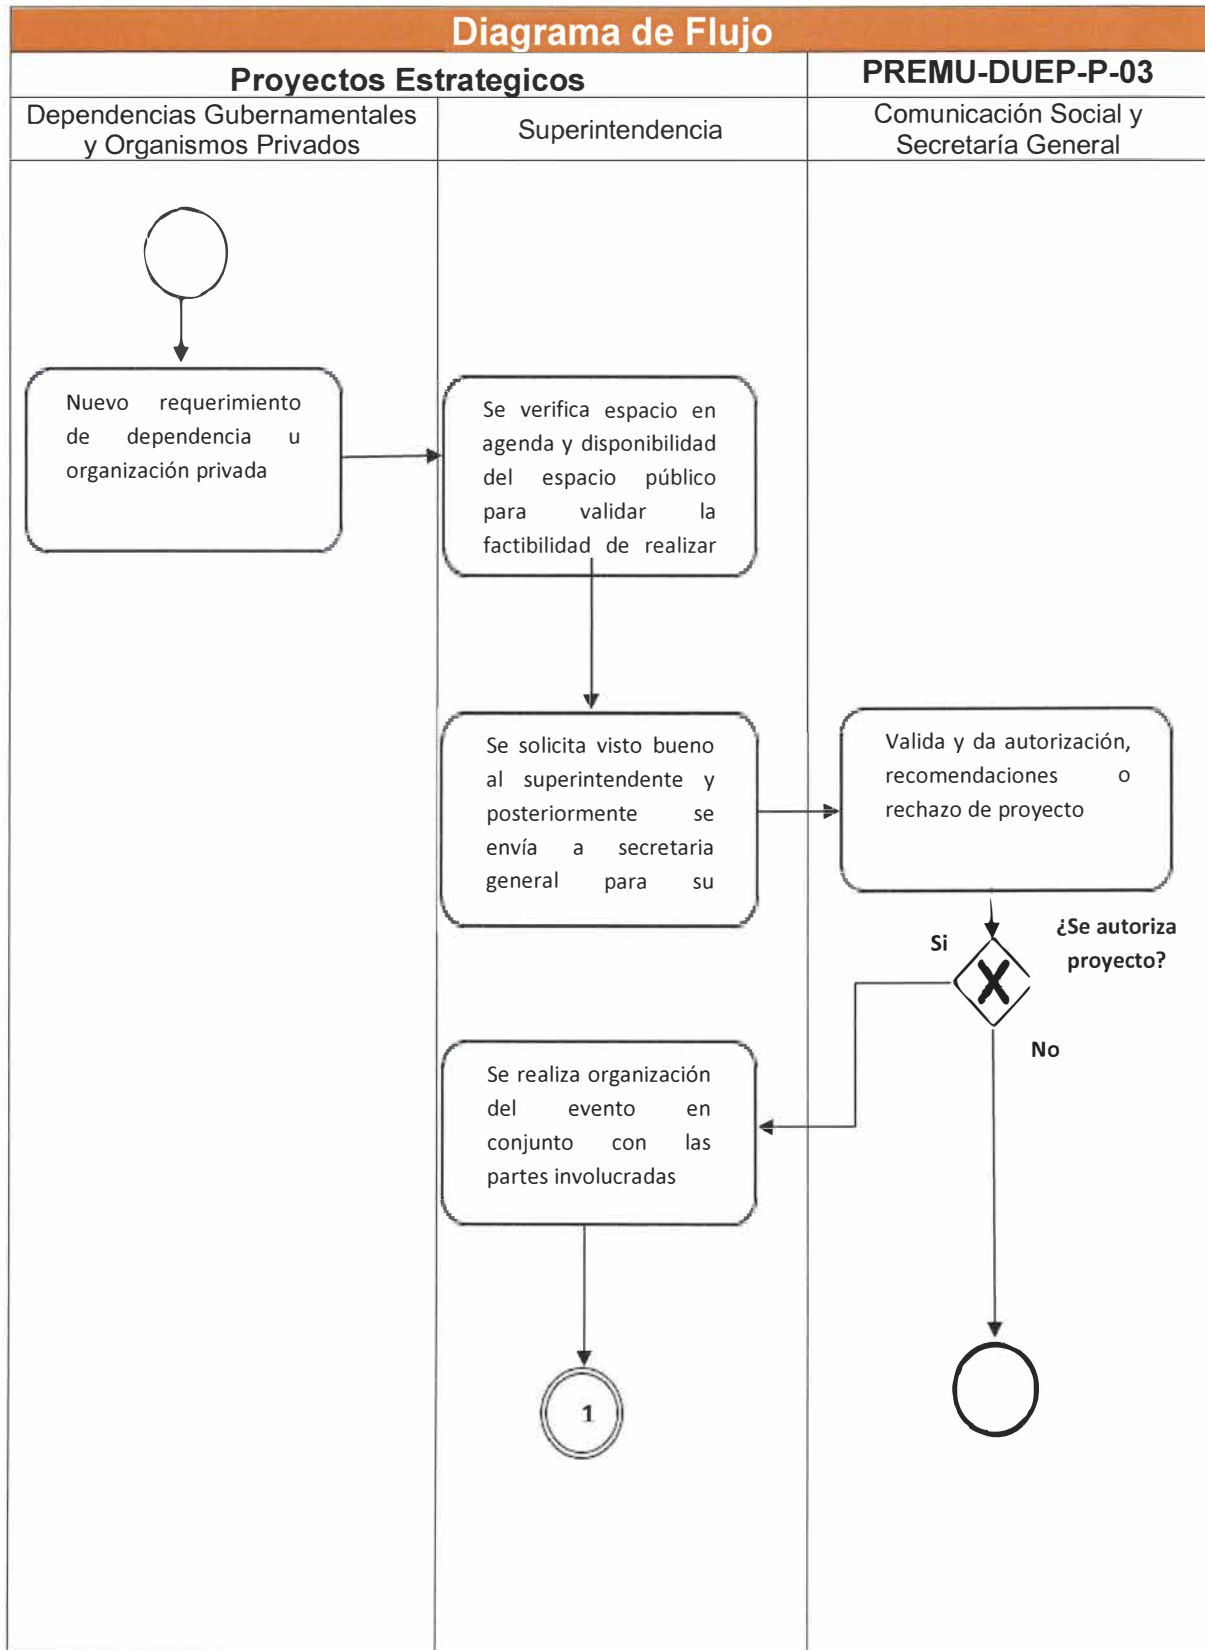 Diagrama de Flujo
Proyectos Estrategicos
PREMU-DUEP-P-03
Dependencias Gubernamentales
y Organismos Privados
Superintendencia
Comunicación Social y
Secretaría General
Nuevo requerimiento
de dependencia u
organización privada
Se verifica espacio en
agenda y disponibilidad
del espacio público
para validar la
factibilidad de realizar
Se solicita visto bueno
al superintendente y
posteriormente se
envía a secretaria
general para su
Valida y da autorización,
recomendaciones o
rechazo de proyecto
¿Se autoriza
proyecto?
Si
X
No
Se realiza organización
del evento en
conjunto con las
partes involucradas
1